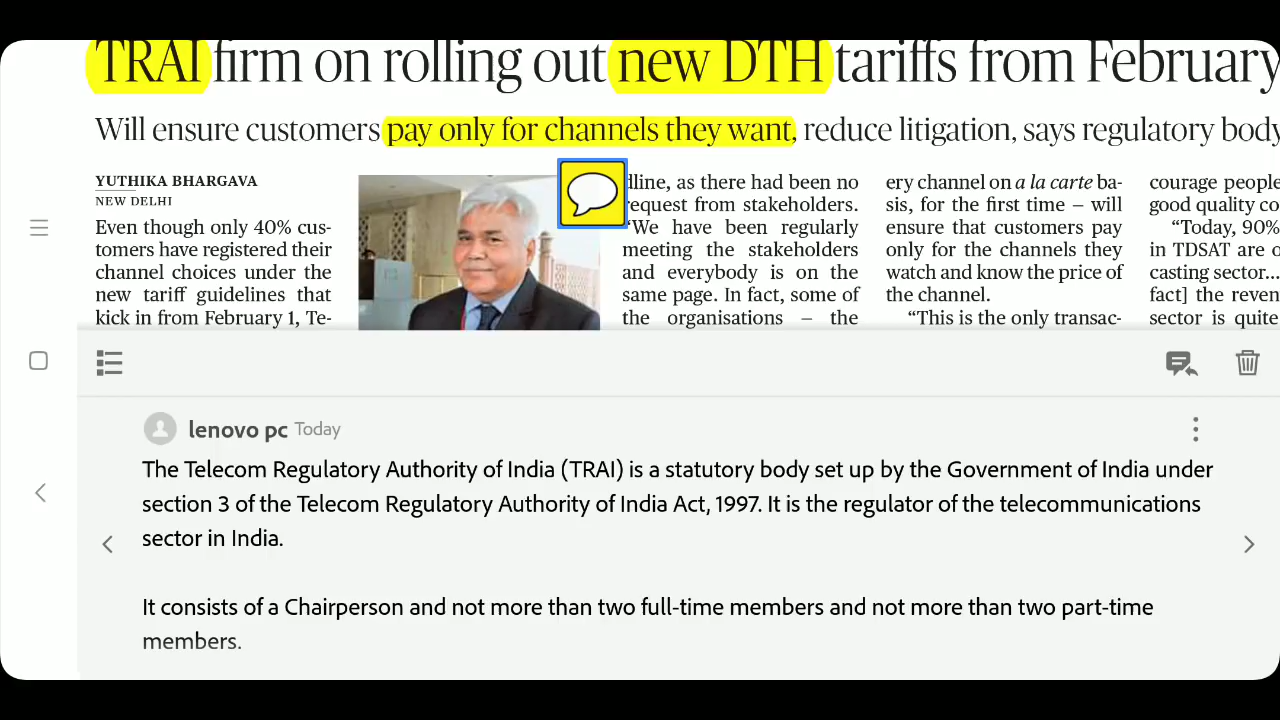 TRAI firm on rolling out new DTH tariffs from February
Will ensure customers pay only for channels they want, reduce litigation, says regulatory body
YUTHIKA BHARGAVA
NEW DELHI
Even though only 40% cus-
tomers have registered their
channel choices under the
new tariff guidelines that
kick in from February 1, Te-
dline, as there had been no
request from stakeholders.
"We have been regularly
meeting the stakeholders
and everybody is on the
same page. In fact, some of
the organisations – the
ery channel on a la carte ba-
sis, for the first time – will
ensure that customers pay
only for the channels they
watch and know the price of
the channel.
"This is the only transac-
courage people
good quality co
"Today, 90%
in TDSAT are o
casting sector...
fact] the reven
sector is quite
lenovo pc Today
The Telecom Regulatory Authority of India (TRAI) is a statutory body set up by the Government of India under
section 3 of the Telecom Regulatory Authority of India Act, 1997. It is the regulator of the telecommunications
sector in India.
It consists of a Chairperson and not more than two full-time members and not more than two part-time
members.